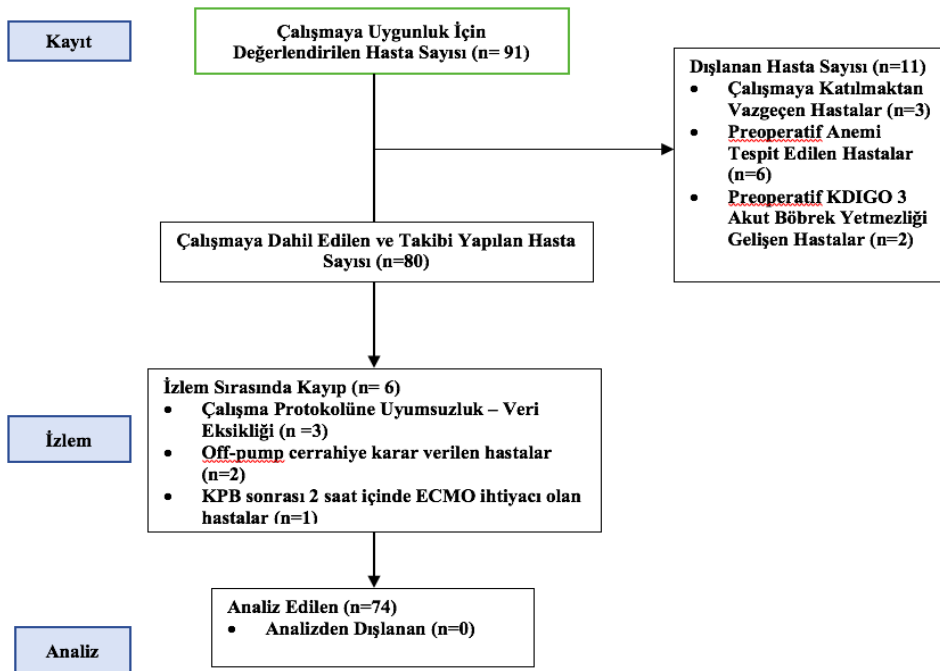 Kayıt
Çalışmaya Uygunluk İçin
Değerlendirilen Hasta Sayısı (n= 91)
Dışlanan Hasta Sayısı (n=11)
• Çalışmaya Katılmaktan
Vazgeçen Hastalar (n=3)
• Preoperatif Anemi
Tespit Edilen Hastalar
(n=6)
• Preoperatif KDIGO 3
Akut Böbrek Yetmezliği
Gelişen Hastalar (n=2)
Çalışmaya Dahil Edilen ve Takibi Yapılan Hasta
Sayısı (n=80)
İzlem
İzlem Sırasında Kayıp (n= 6)
• Çalışma Protokolüne Uyumsuzluk – Veri
Eksikliği (n =3)
• Off-pump cerrahiye karar verilen hastalar
(n=2)
• KPB sonrası 2 saat içinde ECMO ihtiyacı olan
hastalar (n=1)
Analiz Edilen (n=74)
• Analizden Dışlanan (n=0)
Analiz